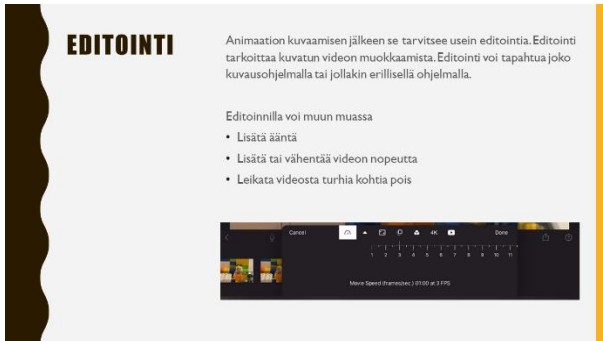 EDITOINTI
Animaation kuvaamisen jälkeen se tarvitsee usein editointia. Editointi
tarkoittaa kuvatun videon muokkaamista. Editointi voi tapahtua joko
kuvausohjelmalla tai jollakin erillisellä ohjelmalla.
Editoinnilla voi muun muassa
• Lisätä ääntä
• Lisätä tai vähentää videon nopeutta
• Leikata videosta turhia kohtia pois
Cancel 4K Done
1 2 3 4 5 6 7 8 9 10 11
Movie Speed (frames/sec.) 01:00 at 3 FPS